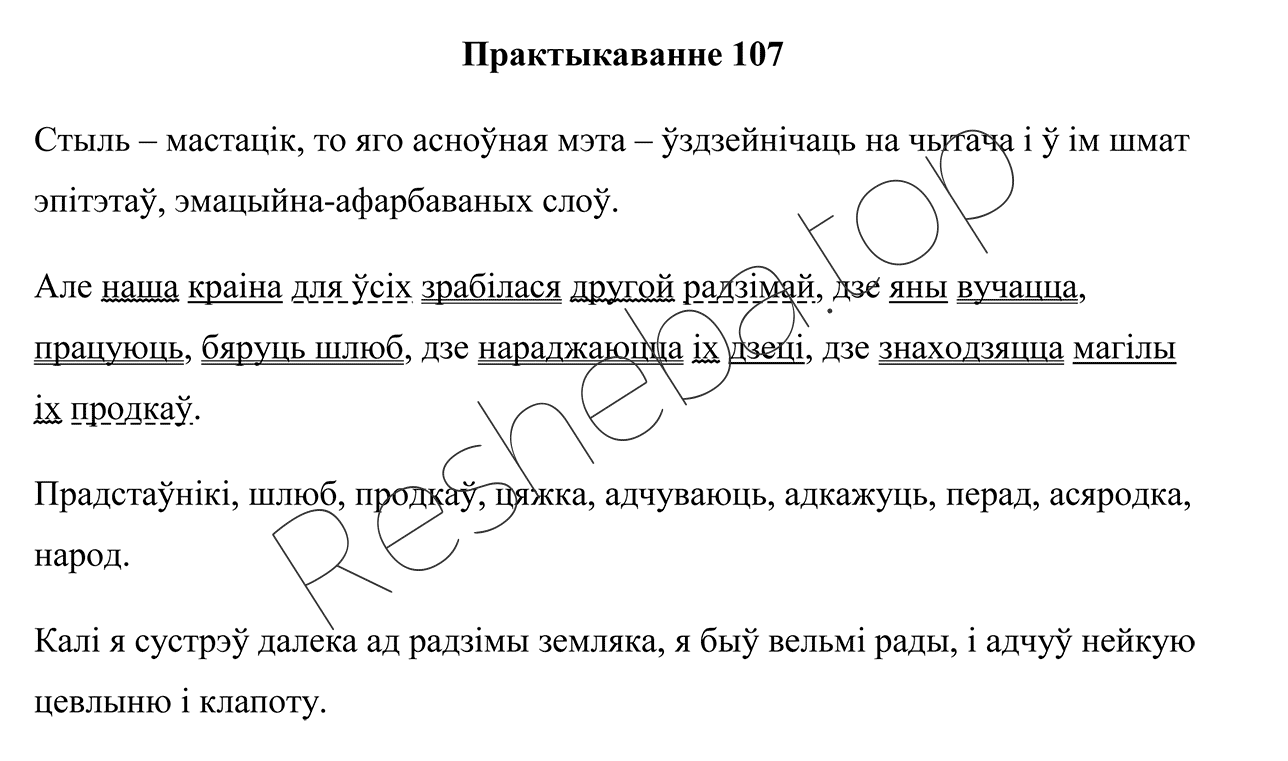 Практыкаванне 107
Стыль – мастацік, то яго асноўная мэта – ўздзейнічаць на чытача і ў ім шмат
эпітэтаў, эмацыйна-афарбаваных слоў.
Але наша краіна для ўсіх зрабілася другой радзімай, дзе яны вучацца,
працуюць, бяруць шлюб, дзе нараджаюцца іх дзеці, дзе знаходзяцца магілы
іх продкаў.
Прадстаўнікі, шлюб, продкаў, цяжка, адчуваюць, адкажуць, перад, асяродка,
народ.
Калі я сустрэў далека ад радзімы земляка, я быў вельмі рады, і адчуў нейкую
цевлыню і клапоту.
Resheba.top